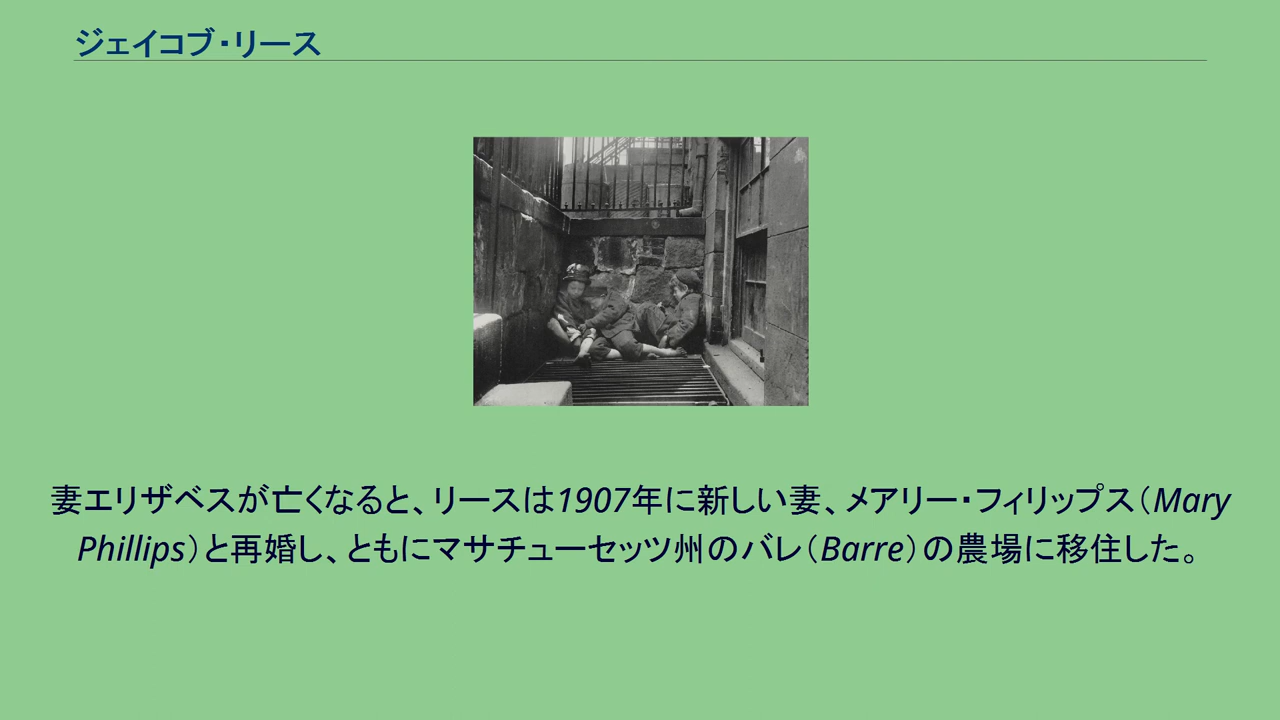 ジェイコブ・リース
妻エリザベスが亡くなると、リースは1907年に新しい妻、メアリー・フィリップス（Mary
Phillips）と再婚し、ともにマサチューセッツ州のバレ（Barre）の農場に移住した。